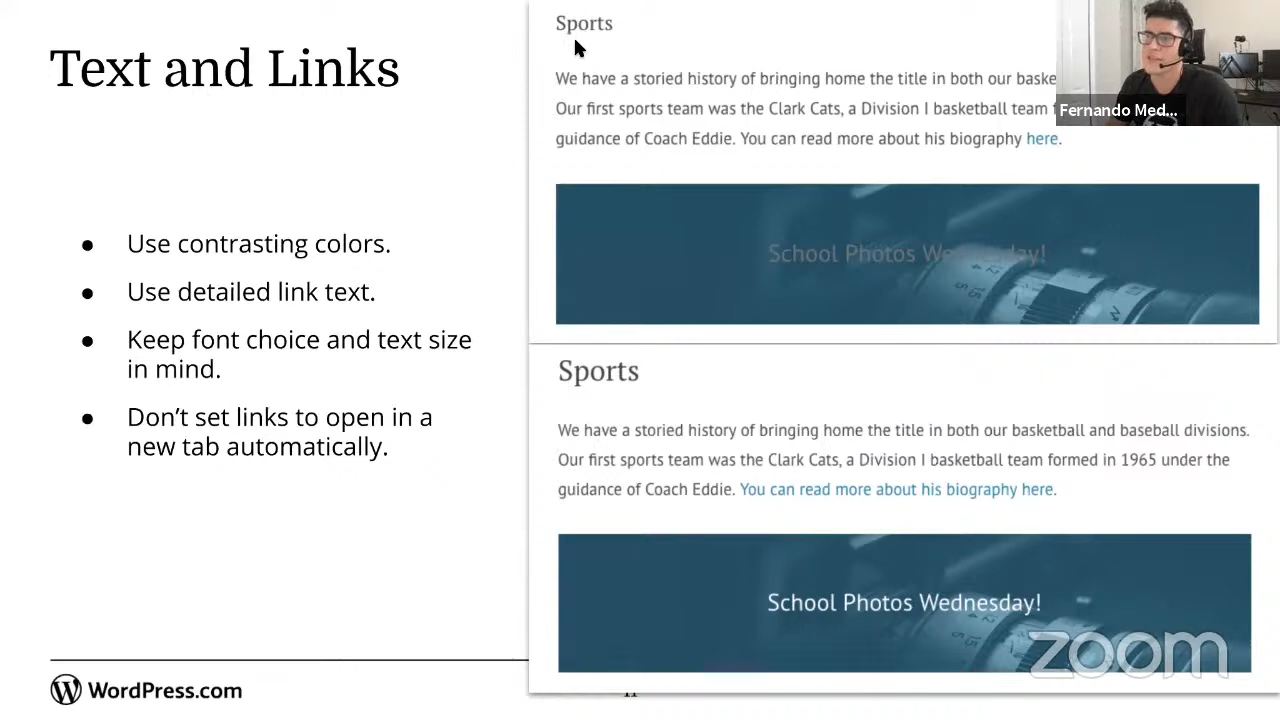 Text and Links
Use contrasting colors.
Use detailed link text.
Keep font choice and text size
in mind.
Don’t set links to open in a
new tab automatically.
WordPress.com
Sports
We have a storied history of bringing home the title in both our baske
Our first sports team was the Clark Cats, a Division I basketball team
guidance of Coach Eddie. You can read more about his biography here.
School Photos Wednesday!
Fernando Med...
Sports
We have a storied history of bringing home the title in both our basketball and baseball divisions.
Our first sports team was the Clark Cats, a Division I basketball team formed in 1965 under the
guidance of Coach Eddie. You can read more about his biography here.
School Photos Wednesday!
zoom